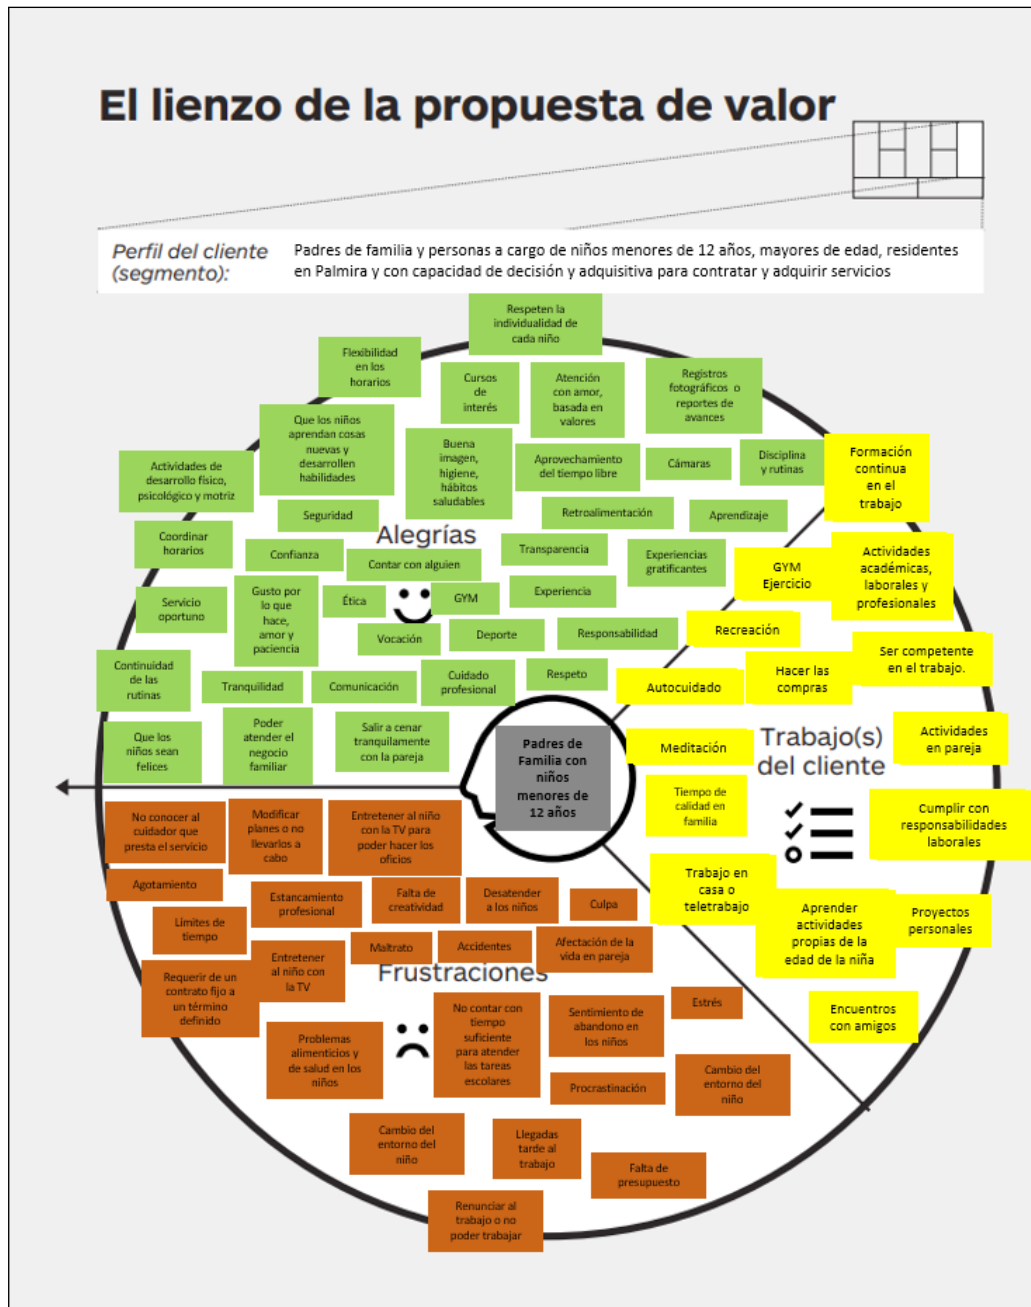 El lienzo de la propuesta de valor
Perfil del cliente
(segmento):
Padres de familia y personas a cargo de niños menores de 12 años, mayores de edad, residentes
en Palmira y con capacidad de decisión y adquisitiva para contratar y adquirir servicios
Respeten la
individualidad de
cada niño
Flexibilidad
en los
horarios
Cursos
de
interés
Atención
con amor,
basada en
valores
Registros
fotográficos o
reportes de
avances
Que los niños
aprendan cosas
nuevas y
desarrollen
habilidades
Buena
imagen,
higiene,
hábitos
saludables
Aprovechamiento
del tiempo libre
Cámaras
Disciplina
y rutinas
Actividades de
desarrollo físico,
psicológico y motriz
Seguridad
Retroalimentación
Aprendizaje
Coordinar
horarios
Confianza
Alegrías
Contar con alguien
Transparencia
Experiencias
gratificantes
Servicio
oportuno
Gusto por
lo que
hace,
amor y
paciencia
Ética
GYM
Experiencia
Vocación
Deporte
Responsabilidad
Continuidad
de las
rutinas
Tranquilidad
Comunicación
Cuidado
profesional
Respeto
Que los
niños sean
felices
Poder
atender el
negocio
familiar
Salir a cenar
tranquilamente
con la pareja
Padres de
Familia con
niños
menores de
12 años
Formación
continua
en el
trabajo
GYM
Ejercicio
Actividades
académicas,
laborales y
profesionales
Recreación
Ser competente
en el trabajo.
Autocuidado
Hacer las
compras
Meditación
Trabajo(s)
del cliente
Actividades
en pareja
Tiempo de
calidad en
familia
Cumplir con
responsabilidades
laborales
Trabajo en
casa o
teletrabajo
Aprender
actividades
propias de la
edad de la niña
Proyectos
personales
Encuentros
con amigos
No conocer al
cuidador que
presta el servicio
Modificar
planes o no
llevarlos a
cabo
Entretener al niño
con la TV para
poder hacer los
oficios
Agotamiento
Estancamiento
profesional
Falta de
creatividad
Desatender
a los niños
Culpa
Límites de
tiempo
Maltrato
Accidentes
Afectación de la
vida en pareja
Entretener
al niño con
la TV
Frustraciones
Requerir de un
contrato fijo a
un término
definido
No contar con
tiempo
suficiente
para atender
las tareas
escolares
Sentimiento de
abandono en
los niños
Estrés
Problemas
alimenticios y
de salud en los
niños
Procrastinación
Cambio del
entorno del
niño
Cambio del
entorno del
niño
Llegadas
tarde al
trabajo
Falta de
presupuesto
Renunciar al
trabajo o no
poder trabajar